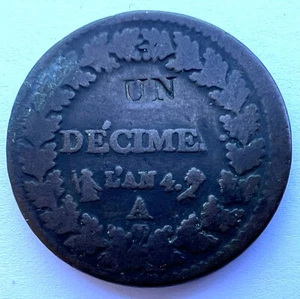 UN
DÉCIME.
L'AN 4.
A